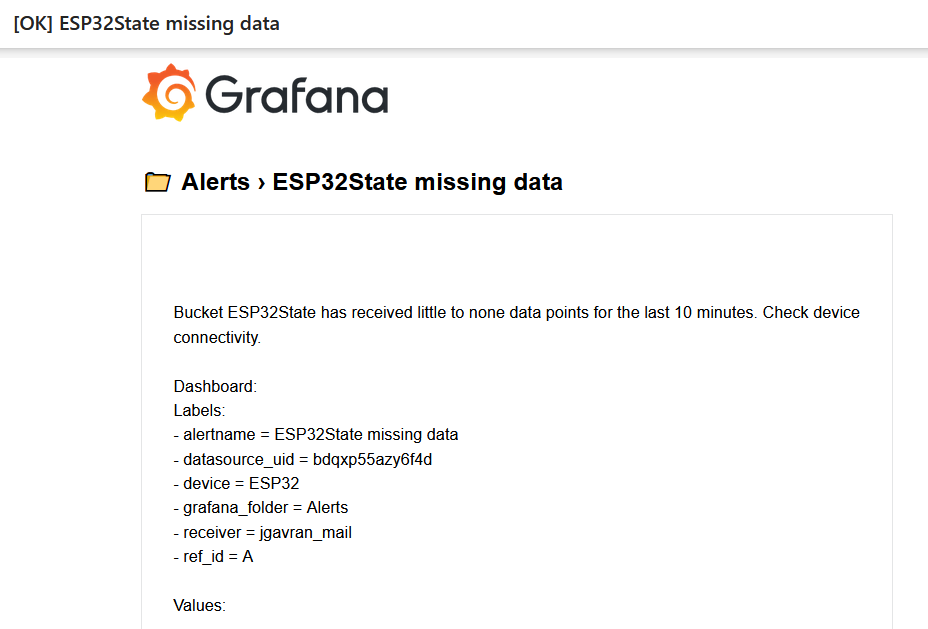 [OK] ESP32State missing data
Grafana
Alerts › ESP32State missing data
Bucket ESP32State has received little to none data points for the last 10 minutes. Check device
connectivity.
Dashboard:
Labels:
- alertname = ESP32State missing data
- datasource_uid = bdqxp55azy6f4d
- device = ESP32
- grafana_folder = Alerts
- receiver = jgavran_mail
- ref_id = A
Values: